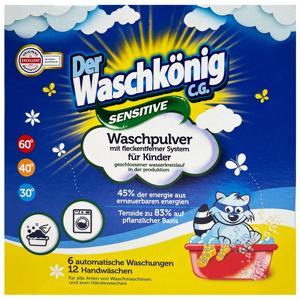 EXCELLENT
Der
Waschkönig
C.G.
SENSITIVE
Waschpulver
mit fleckentferner System
für Kinder
geschlossener wasserkreislauf
in der produktion
60°
40°
30°
45% der energie aus
erneuerbaren energien
Tenside zu 83% auf
pflanzlicher Basis
6 automatische Waschungen
12 Handwäschen
für alle Arten von Waschmaschinen
und zum Händewaschen